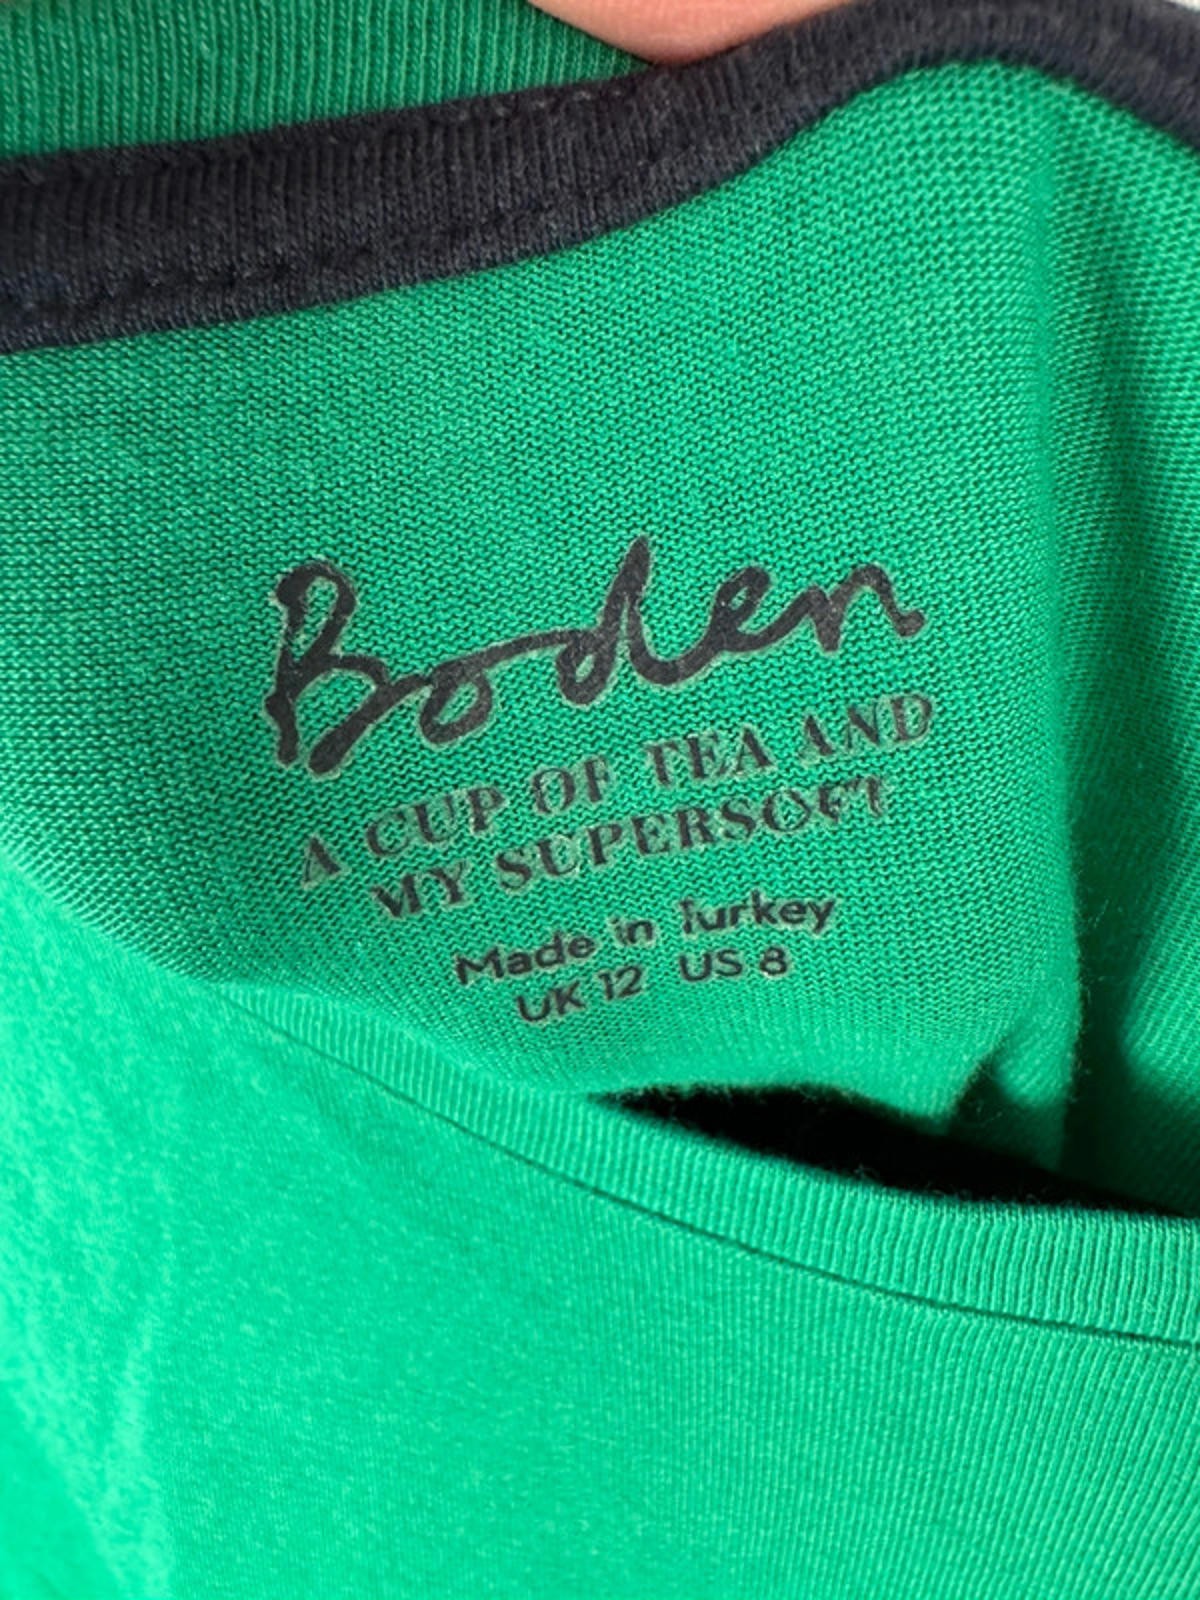 Boden
A CUP OF TEA AND
MY SUPERSOFT
Made in Turkey
UK 12 US 8